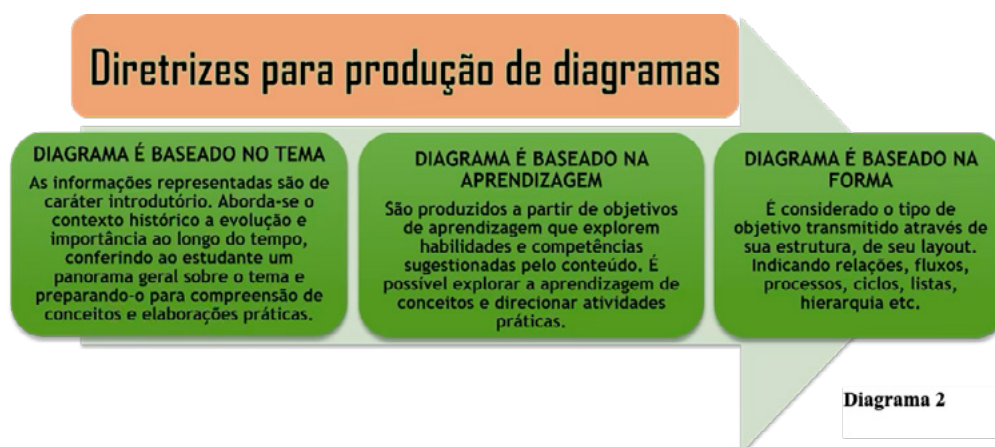 Diretrizes para produção de diagramas
DIAGRAMA É BASEADO NO TEMA
As informações representadas são de
caráter introdutório. Aborda-se o
contexto histórico a evolução e
importância ao longo do tempo,
conferindo ao estudante um
panorama geral sobre o tema e
preparando-o para compreensão de
conceitos e elaborações práticas.
DIAGRAMA É BASEADO NA
APRENDIZAGEM
São produzidos a partir de objetivos
de aprendizagem que explorem
habilidades e competências
sugestionadas pelo conteúdo. É
possível explorar a aprendizagem de
conceitos e direcionar atividades
práticas.
DIAGRAMA É BASEADO NA
FORMA
É considerado o tipo de
objetivo transmitido através de
sua estrutura, de seu layout.
Indicando relações, fluxos,
processos, ciclos, listas,
hierarquia etc.
Diagrama 2